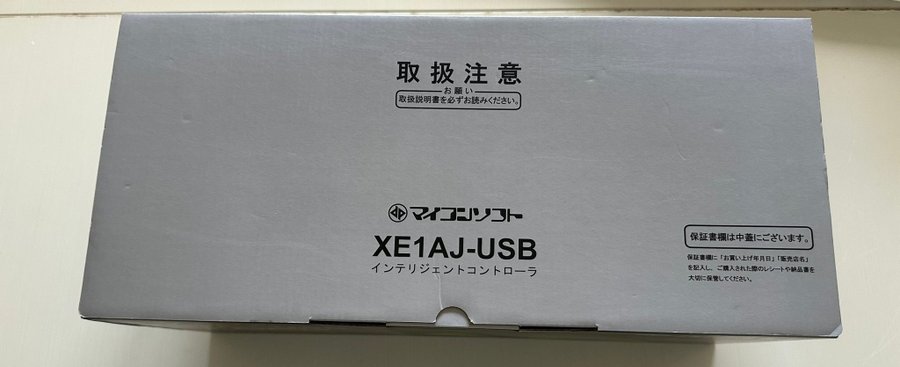 取扱注意
お願い
取扱説明書を必ずお読みください。
マイコンソフト
XE1AJ-USB
インテリジェントコントローラ
保証書欄は中蓋にございます。
保証書欄に「お買い上げ年月日」「販売店名」
を記入し、ご購入された際のレシートや納品書を
大切に保管してください。